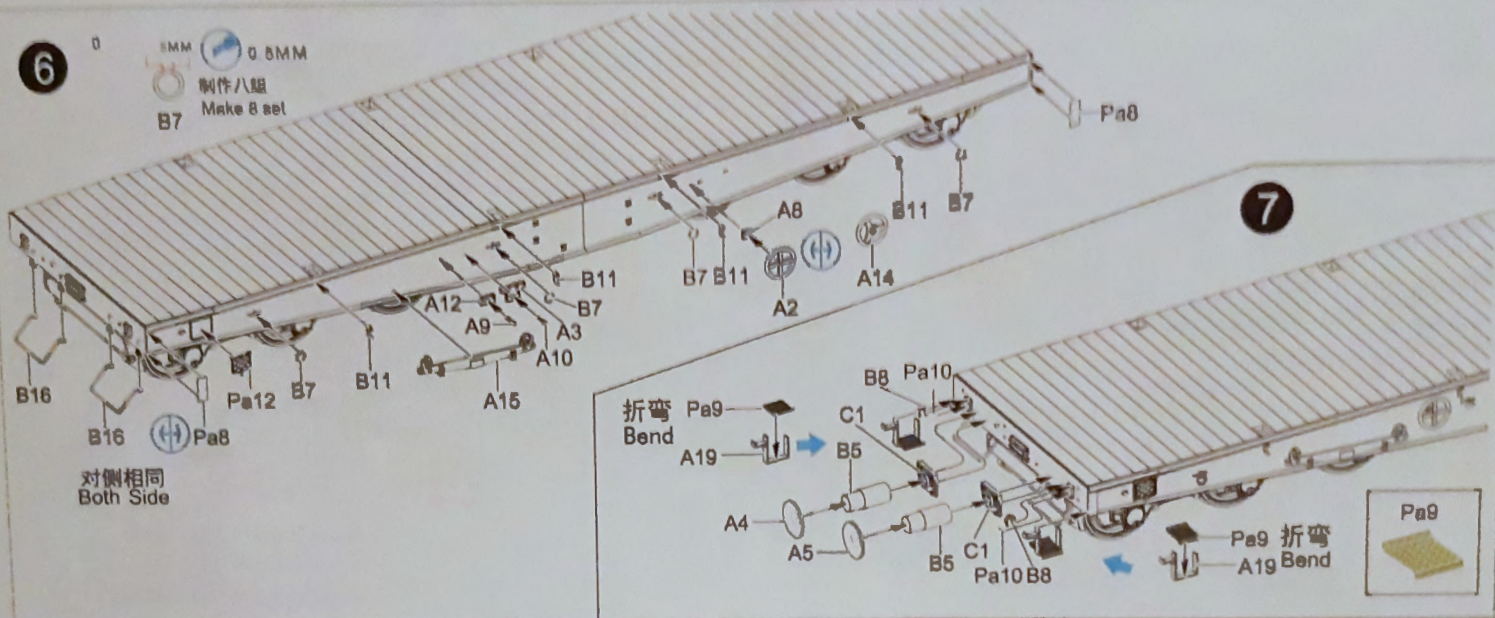 6
0
5MM
0.5MM
制作八组
Make 8 set
B7
Pa8
B11
B7
A8
A14
B7
B11
A2
B11
B7
A12
A3
A9
A10
A15
B11
B7
Pa12
B16
B16
Pa8
对侧相同
Both Side
7
B8
Pa10
折弯
Bend
Pa9
A19
C1
B5
A4
A5
B5
C1
Pa10
B8
Pa9
折弯
Bend
A19
Pa9